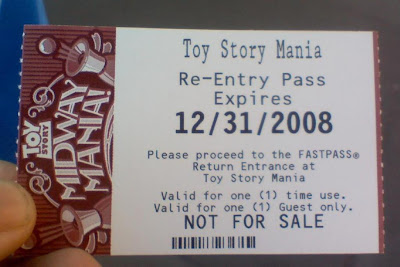 TOY
STORY
MIDWAY
MANIA!
Toy Story Mania
Re-Entry Pass
Expires
12/31/2008
Please proceed to the FASTPASS®
Return Entrance at
Toy Story Mania
Valid for one (1) time use.
Valid for one (1) Guest only.
NOT FOR SALE